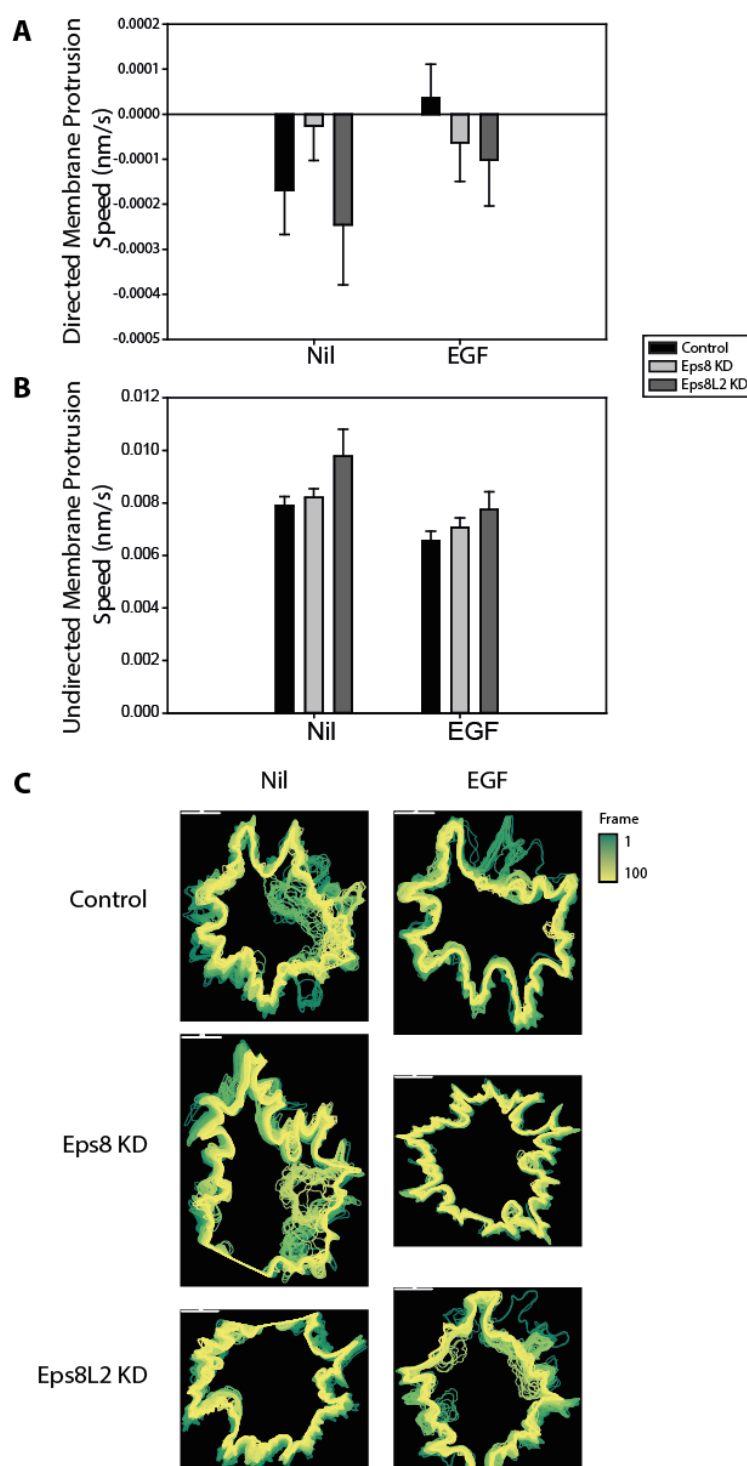 A
Directed Membrane Protrusion
Speed (nm/s)
0.0002
0.0001
0.0000
-0.0001
-0.0002
-0.0003
-0.0004
-0.0005
Nil
EGF
Control
Eps8 KD
Eps8L2 KD
B
Undirected Membrane Protrusion
Speed (nm/s)
0.012
0.010
0.008
0.006
0.004
0.002
0.000
Nil
EGF
C
Nil
EGF
Frame
1
100
Control
Eps8 KD
Eps8L2 KD